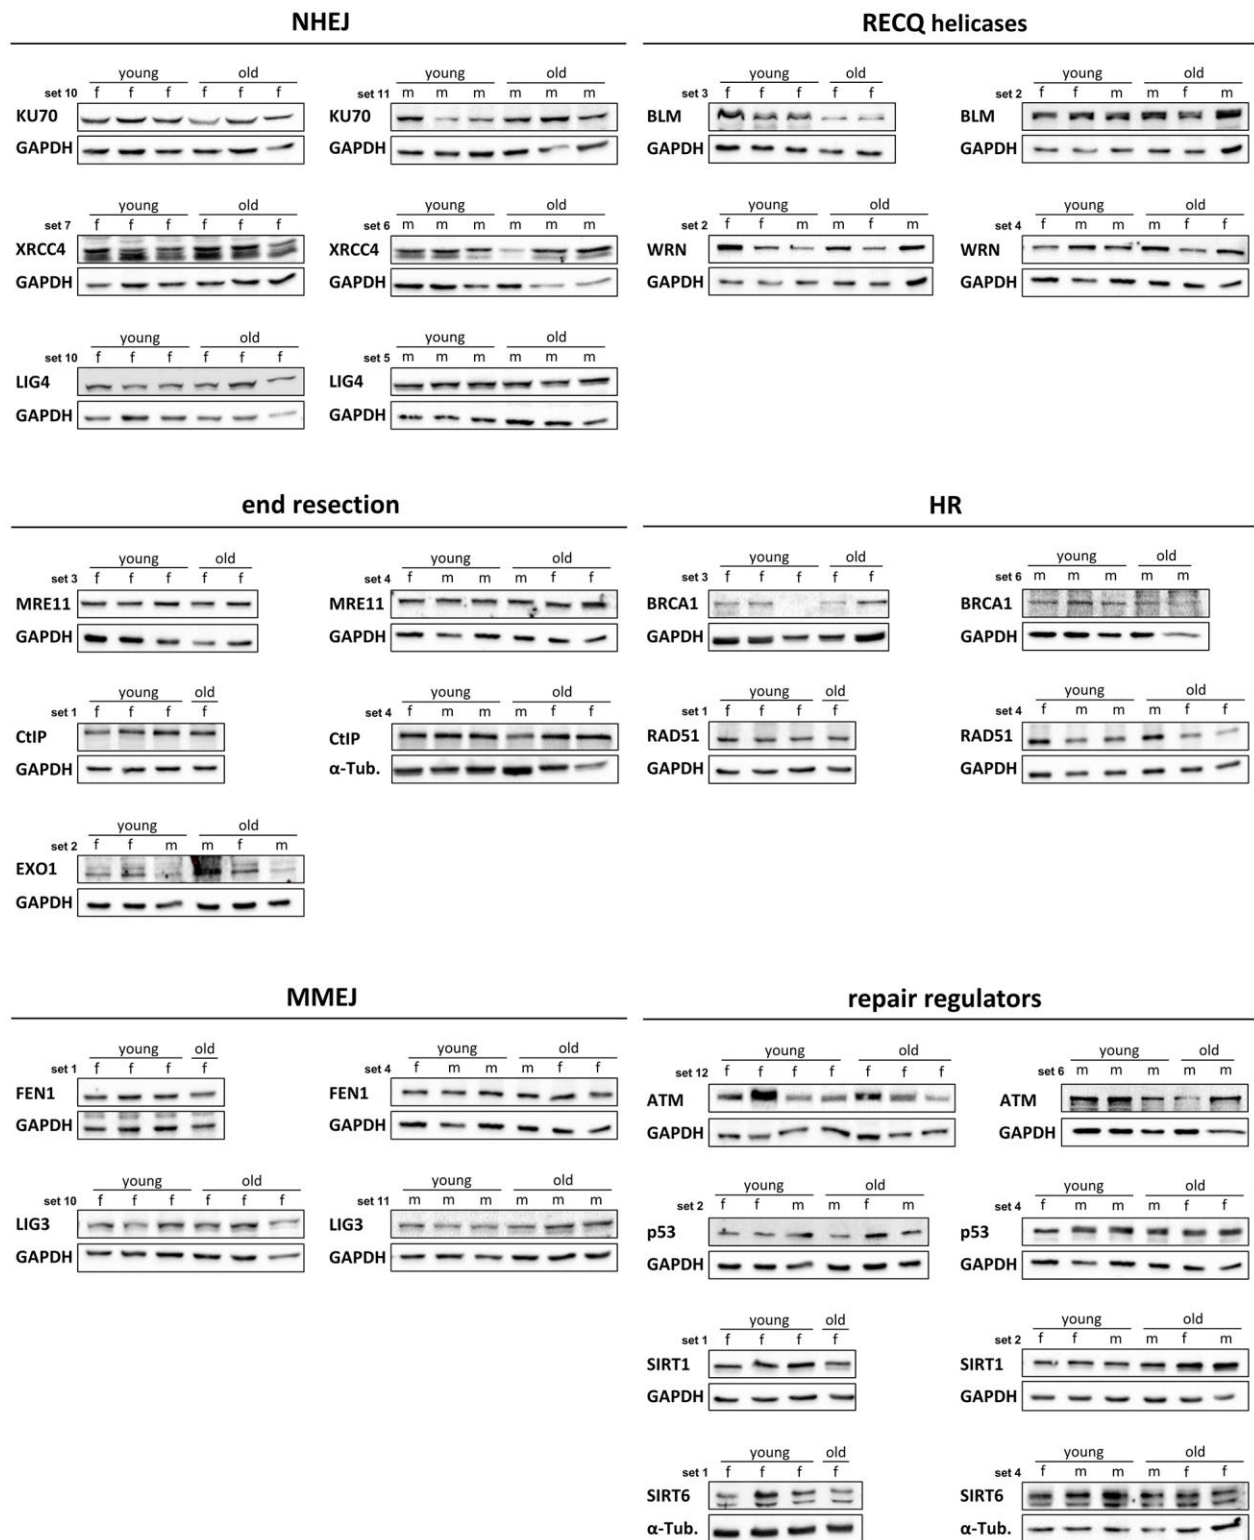 NHEJ
RECQ helicases
young old
set 10 f f f f f f
KU70
GAPDH
young old
set 11 m m m m m m
KU70
GAPDH
young old
set 3 f f f f f
BLM
GAPDH
young old
set 2 f f m m f m
BLM
GAPDH
young old
set 7 f f f f f f
XRCC4
GAPDH
young old
set 6 m m m m m m
XRCC4
GAPDH
young old
set 2 f f m m f m
WRN
GAPDH
young old
set 4 f m m m f f
WRN
GAPDH
young old
set 10 f f f f f f
LIG4
GAPDH
young old
set 5 m m m m m m
LIG4
GAPDH
end resection
HR
young old
set 3 f f f f f
MRE11
GAPDH
young old
set 4 f m m m f f
MRE11
GAPDH
young old
set 3 f f f f f
BRCA1
GAPDH
young old
set 6 m m m m m
BRCA1
GAPDH
young old
set 1 f f f f
CtIP
GAPDH
young old
set 4 f m m m f f
CtIP
α-Tub.
young old
set 1 f f f f
RAD51
GAPDH
young old
set 4 f m m m f f
RAD51
GAPDH
young old
set 2 f f m m f m
EXO1
GAPDH
MMEJ
repair regulators
young old
set 1 f f f f
FEN1
GAPDH
young old
set 4 f m m m f f
FEN1
GAPDH
young old
set 12 f f f f f f f
ATM
GAPDH
young old
set 6 m m m m m
ATM
GAPDH
young old
set 10 f f f f f f
LIG3
GAPDH
young old
set 11 m m m m m m
LIG3
GAPDH
young old
set 2 f f m m f m
p53
GAPDH
young old
set 4 f m m m f f
p53
GAPDH
young old
set 1 f f f f
SIRT1
GAPDH
young old
set 2 f f m m f m
SIRT1
GAPDH
young old
set 1 f f f f
SIRT6
α-Tub.
young old
set 4 f m m m f f
SIRT6
α-Tub.